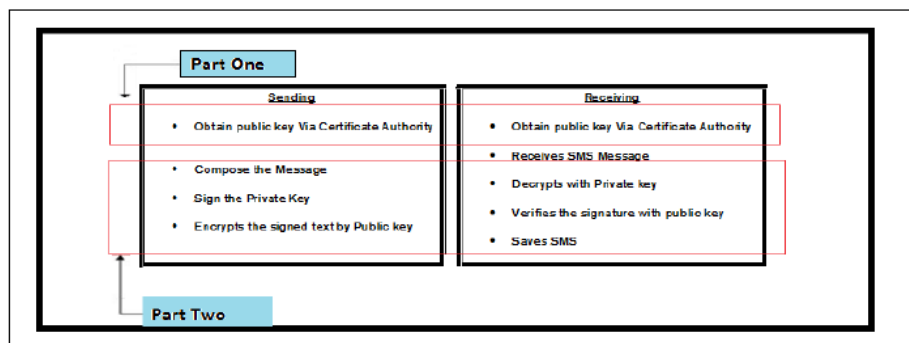 Part One
Sending
• Obtain public key Via Certificate Authority
• Compose the Message
• Sign the Private Key
• Encrypts the signed text by Public key
Receiving
• Obtain public key Via Certificate Authority
• Receives SMS Message
• Decrypts with Private key
• Verifies the signature with public key
• Saves SMS
Part Two